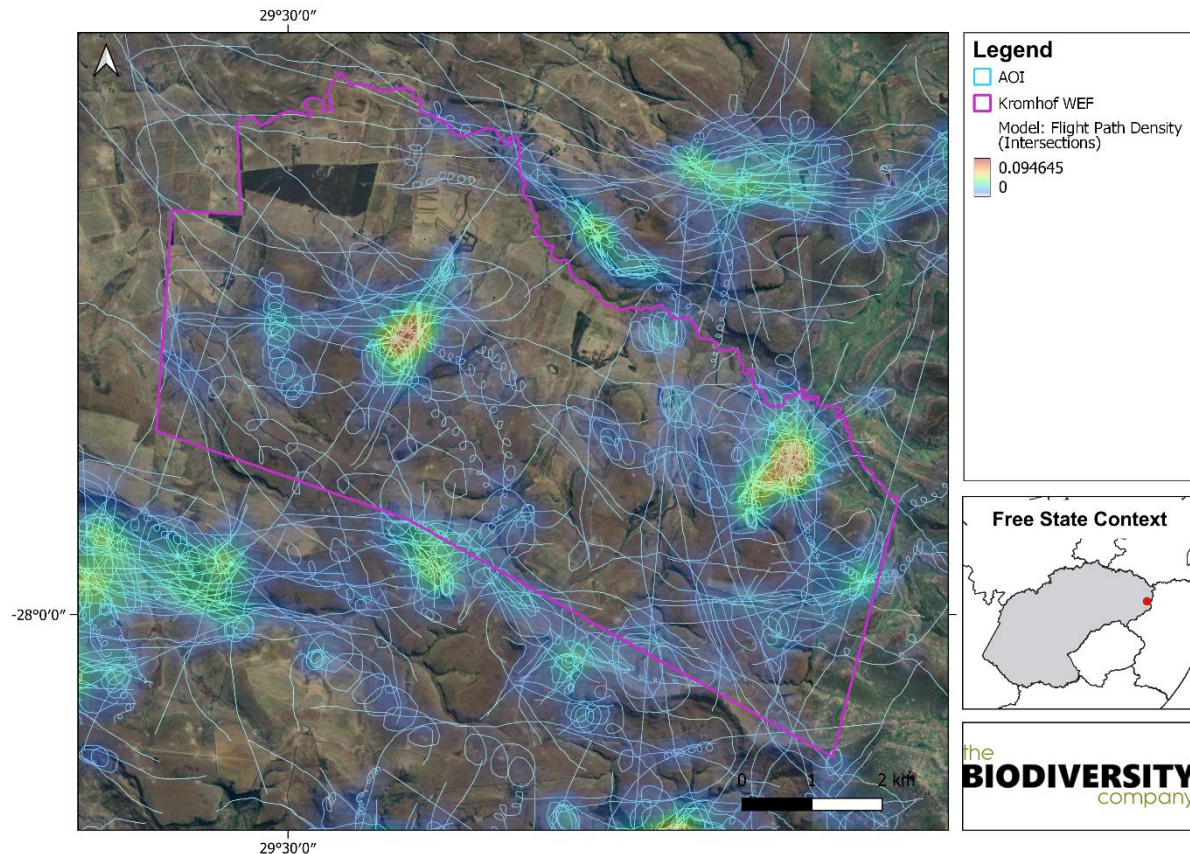 29°30'0"
Legend
AOI
Kromhof WEF
Model: Flight Path Density
(Intersections)
0.094645
0
Free State Context
-28°0'0"
0 1 2 km
the
BIODIVERSITY
company
29°30'0"